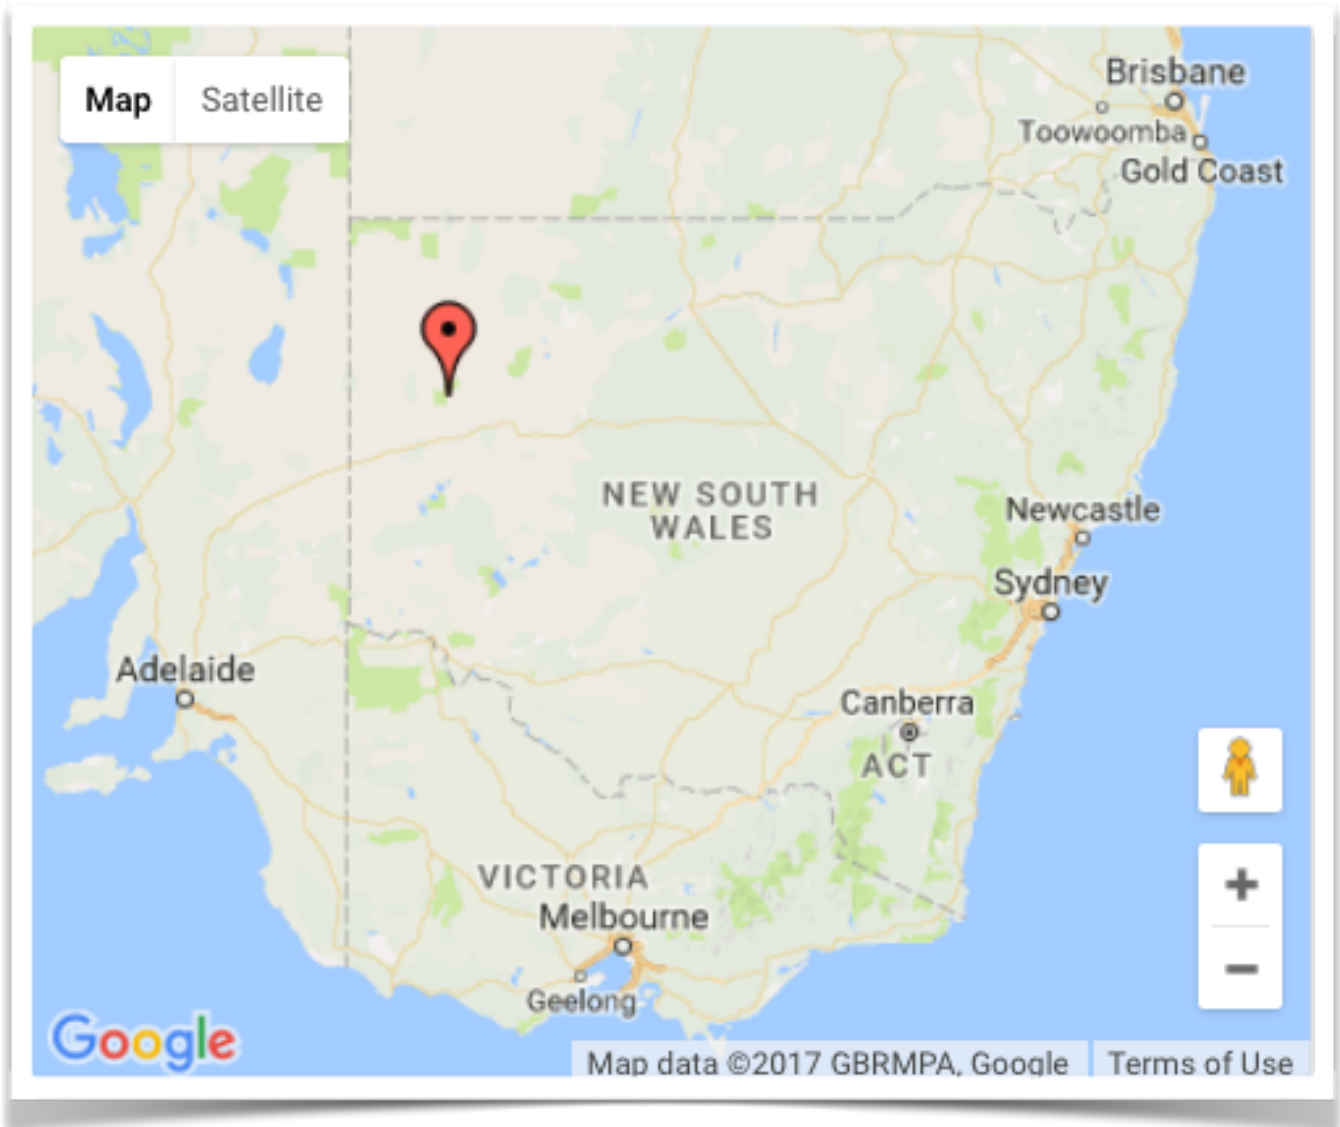 Map
Satellite
Brisbane
Toowoomba
Gold Coast
NEW SOUTH
WALES
Newcastle
Sydney
Adelaide
Canberra
ACT
VICTORIA
Melbourne
Geelong
Google
Map data ©2017 GBRMPA, Google
Terms of Use